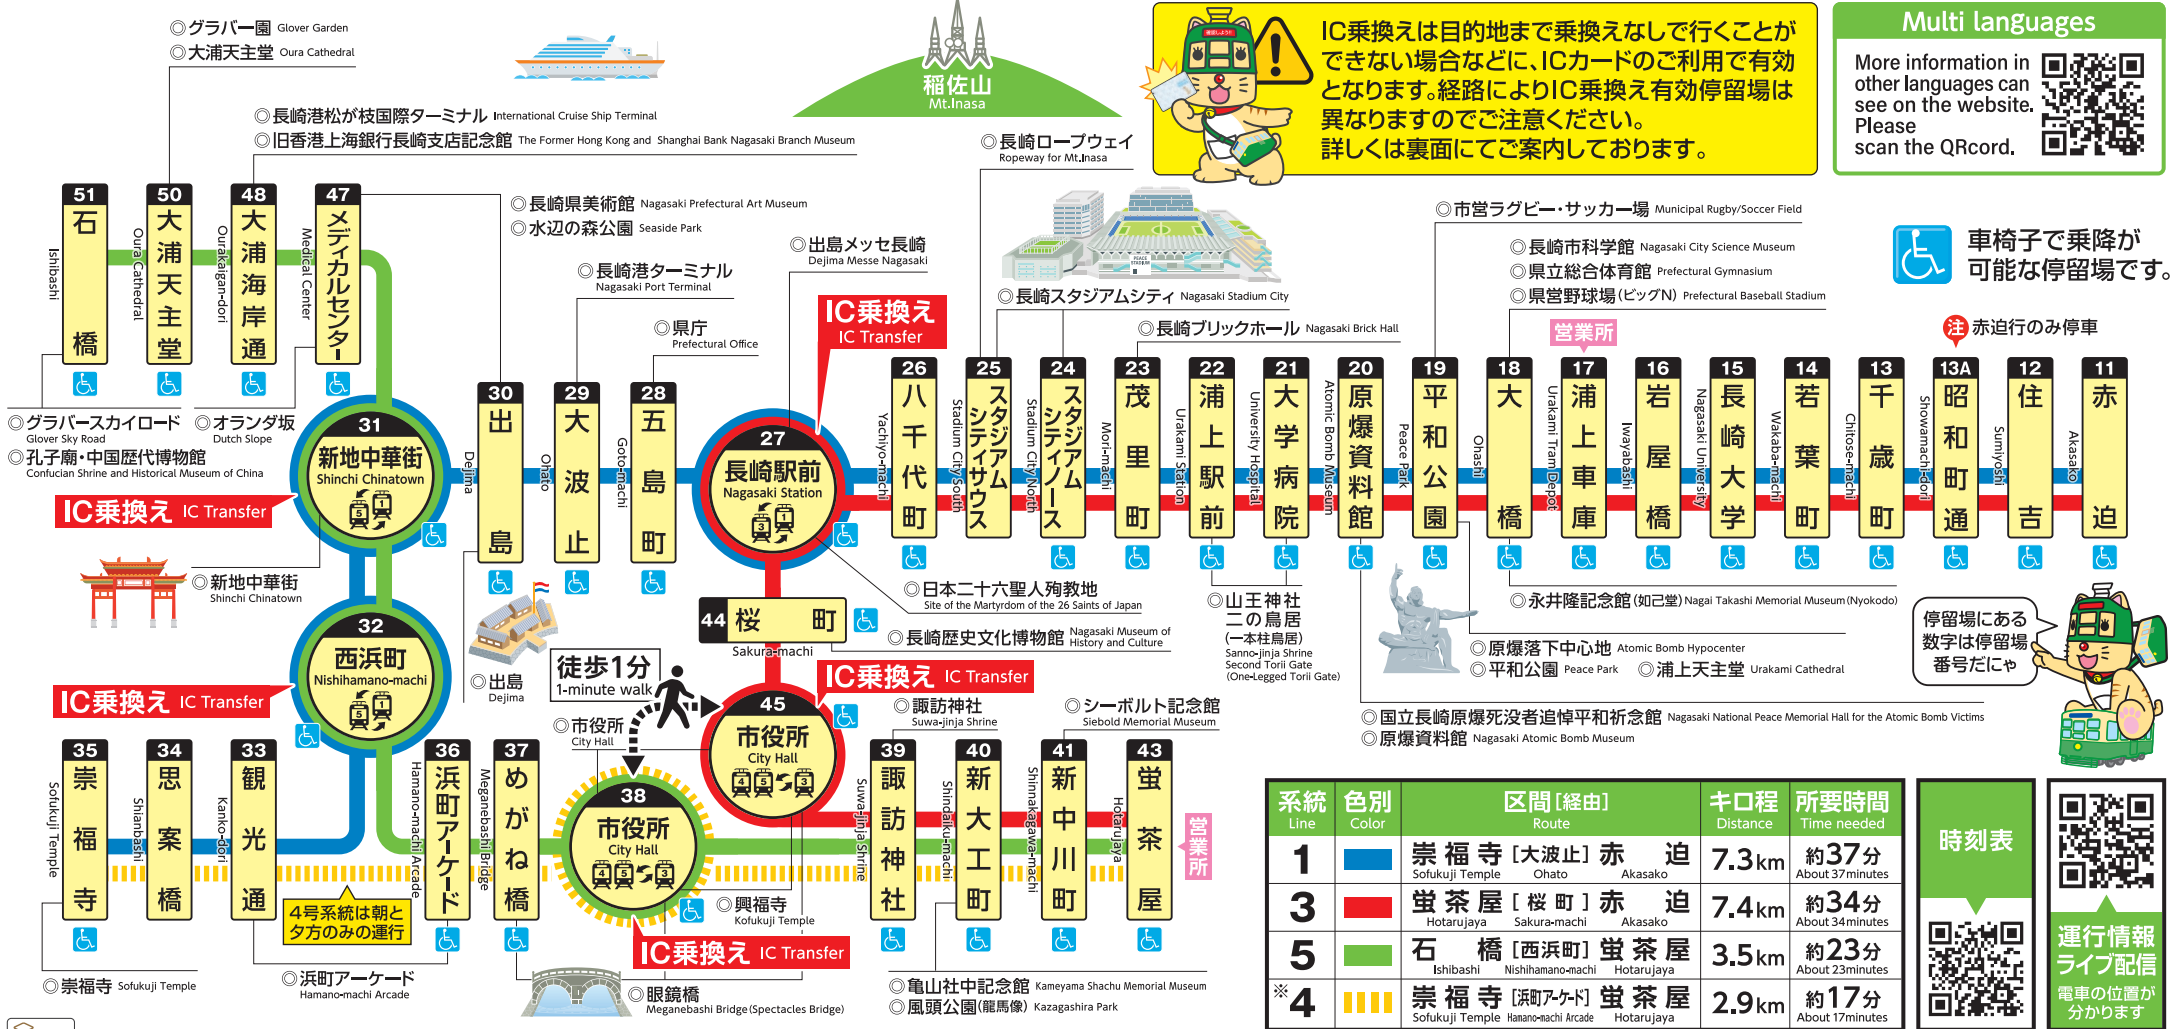 ◎グラバー園 Glover Garden
◎大浦天主堂 Oura Cathedral
◎長崎港松が枝国際ターミナル International Cruise Ship Terminal
◎旧香港上海銀行長崎支店記念館 The Former Hong Kong and Shanghai Bank Nagasaki Branch Museum
稲佐山
Mt.Inasa
◎長崎ロープウェイ
Ropeway for Mt.Inasa
IC乗換えは目的地まで乗換えなしで行くことが
できない場合などに、ICカードのご利用で有効
となります。経路によりIC乗換え有効停留場は
異なりますのでご注意ください。
詳しくは裏面にてご案内しております。
Multi languages
More information in
other languages can
see on the website.
Please
scan the QRcord.
車椅子で乗降が
可能な停留場です。
◎長崎県美術館 Nagasaki Prefectural Art Museum
◎水辺の森公園 Seaside Park
◎出島メッセ長崎
Dejima Messe Nagasaki
◎長崎港ターミナル
Nagasaki Port Terminal
◎県庁
Prefectural Office
PEACE STADIUM
◎長崎スタジアムシティ Nagasaki Stadium City
◎長崎ブリックホール Nagasaki Brick Hall
◎市営ラグビー・サッカー場 Municipal Rugby/Soccer Field
◎長崎市科学館 Nagasaki City Science Museum
◎県立総合体育館 Prefectural Gymnasium
◎県営野球場(ビッグN) Prefectural Baseball Stadium
営業所
注 赤迫行のみ停車
51 石橋 Ishibashi
50 大浦天主堂 Oura Cathedral
48 大浦海岸通 Ourakaigan-dori
47 メディカルセンター Medical Center
◎グラバースカイロード
Glover Sky Road
◎孔子廟・中国歴代博物館
Confucian Shrine and Historical Museum of China
◎オランダ坂
Dutch Slope
31
新地中華街
Shinchi Chinatown
5 1
IC乗換え IC Transfer
◎新地中華街
Shinchi Chinatown
30 出島 Dejima
29 大波止 Ohato
28 五島町 Goto-machi
IC乗換え
IC Transfer
27
長崎駅前
Nagasaki Station
3 1
26 八千代町 Yachiyo-machi
25 スタジアムシティサウス Stadium City South
24 スタジアムシティノース Stadium City North
23 茂里町 Mori-machi
22 浦上駅前 Urakami Station
21 大学病院 University Hospital
20 原爆資料館 Atomic Bomb Museum
19 平和公園 Peace Park
18 大橋 Ohashi
17 浦上車庫 Urakami Tram Depot
16 岩屋橋 Iwayabashi
15 長崎大学 Nagasaki University
14 若葉町 Wakaba-machi
13 千歳町 Chitose-machi
13A 昭和町通 Showamachi-dori
12 住吉 Sumiyoshi
11 赤迫 Akasako
◎日本二十六聖人殉教地
Site of the Martyrdom of the 26 Saints of Japan
◎長崎歴史文化博物館 Nagasaki Museum of
History and Culture
◎山王神社
二の鳥居
(一本柱鳥居)
Sanno-jinja Shrine
Second Torii Gate
(One-Legged Torii Gate)
◎永井隆記念館(如己堂) Nagai Takashi Memorial Museum(Nyokodo)
◎原爆落下中心地 Atomic Bomb Hypocenter
◎平和公園 Peace Park ◎浦上天主堂 Urakami Cathedral
◎国立長崎原爆死没者追悼平和祈念館 Nagasaki National Peace Memorial Hall for the Atomic Bomb Victims
◎原爆資料館 Nagasaki Atomic Bomb Museum
停留場にある
数字は停留場
番号だにゃ
44 桜町
Sakura-machi
32
西浜町
Nishihamano-machi
5 1
IC乗換え IC Transfer
◎出島
Dejima
徒歩1分
1-minute walk
IC乗換え IC Transfer
45
市役所
City Hall
4 5 3
◎市役所
City Hall
38
市役所
City Hall
4 5 3
IC乗換え IC Transfer
◎諏訪神社
Suwa-jinja Shrine
◎シーボルト記念館
Siebold Memorial Museum
35 崇福寺 Sofukuji Temple
34 思案橋 Shianbashi
33 観光通 Kanko-dori
36 浜町アーケード Hamano-machi Arcade
37 めがね橋 Meganebashi Bridge
39 諏訪神社 Suwa-jinja Shrine
40 新大工町 Shindaiku-machi
41 新中川町 Shinnakagawa-machi
43 蛍茶屋 Hotarujaya
営業所
4号系統は朝と
夕方のみの運行
◎興福寺
Kofukuji Temple
◎崇福寺 Sofukuji Temple
◎浜町アーケード
Hamano-machi Arcade
◎眼鏡橋
Meganebashi Bridge(Spectacles Bridge)
◎亀山社中記念館 Kameyama Shachu Memorial Museum
◎風頭公園(龍馬像) Kazagashira Park
系統 Line 色別 Color 区間[経由] Route キロ程 Distance 所要時間 Time needed
1 崇福寺 [大波止] 赤迫 7.3km 約37分
Sofukuji Temple Ohato Akasako About 37minutes
3 蛍茶屋 [桜町] 赤迫 7.4km 約34分
Hotarujaya Sakura-machi Akasako About 34minutes
5 石橋 [西浜町] 蛍茶屋 3.5km 約23分
Ishibashi Nishihamano-machi Hotarujaya About 23minutes
※4 崇福寺 [浜町アーケード] 蛍茶屋 2.9km 約17分
Sofukuji Temple Hamano-machi Arcade Hotarujaya About 17minutes
時刻表
運行情報
ライブ配信
電車の位置が
分かります